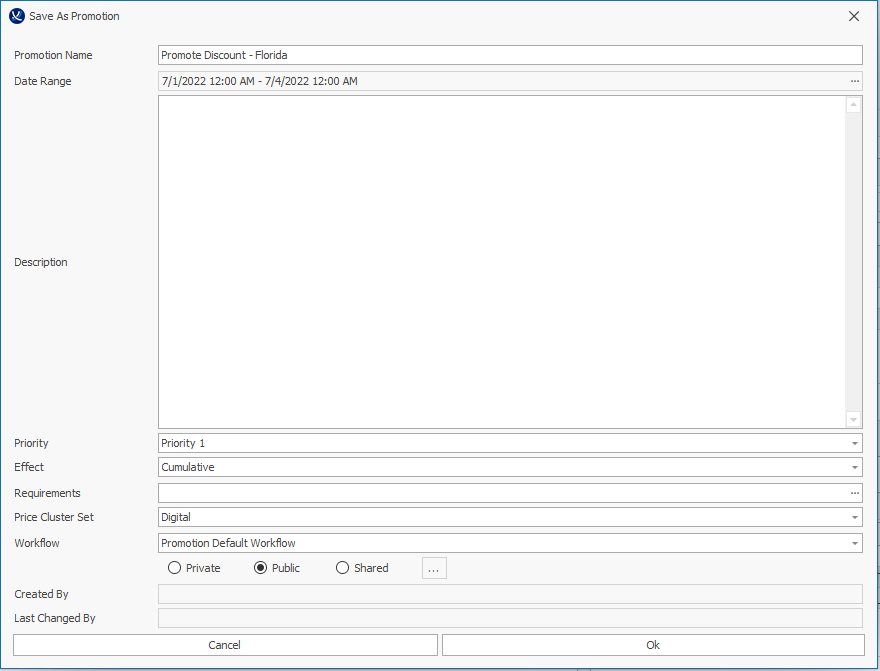 Save As Promotion
Promotion Name Promote Discount - Florida
Date Range 7/1/2022 12:00 AM - 7/4/2022 12:00 AM ...
Description
Priority Priority 1
Effect Cumulative
Requirements ...
Price Cluster Set Digital
Workflow Promotion Default Workflow
Private Public Shared ...
Created By
Last Changed By
Cancel Ok